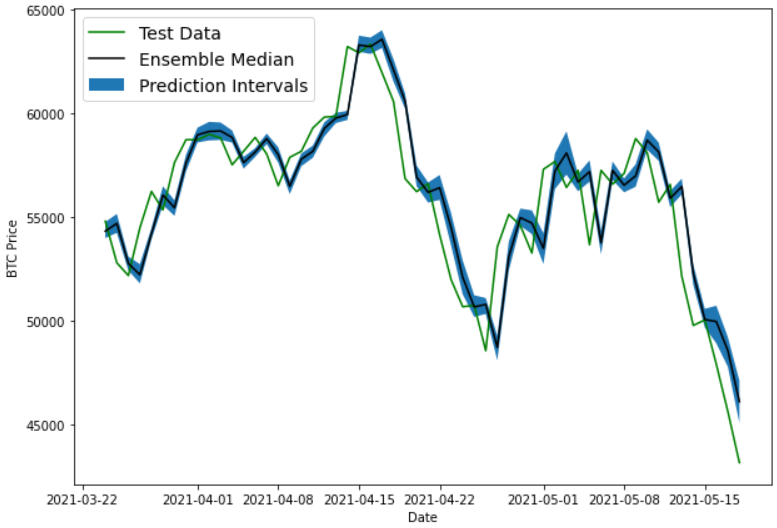 65000
60000
55000
50000
45000
BTC Price
Test Data
Ensemble Median
Prediction Intervals
2021-03-22 2021-04-01 2021-04-08 2021-04-15 2021-04-22 2021-05-01 2021-05-08 2021-05-15
Date